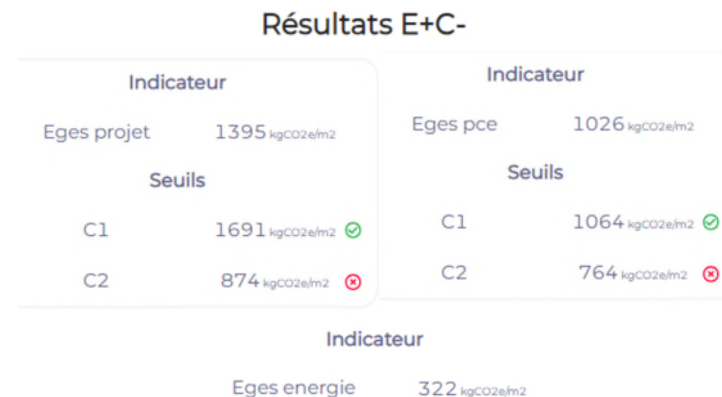 Résultats E+C-
Indicateur
Eges projet 1395 kgCO2e/m2
Seuils
C1 1691 kgCO2e/m2
C2 874 kgCO2e/m2
Indicateur
Eges pce 1026 kgCO2e/m2
Seuils
C1 1064 kgCO2e/m2
C2 764 kgCO2e/m2
Indicateur
Eges energie 322 kgCO2e/m2